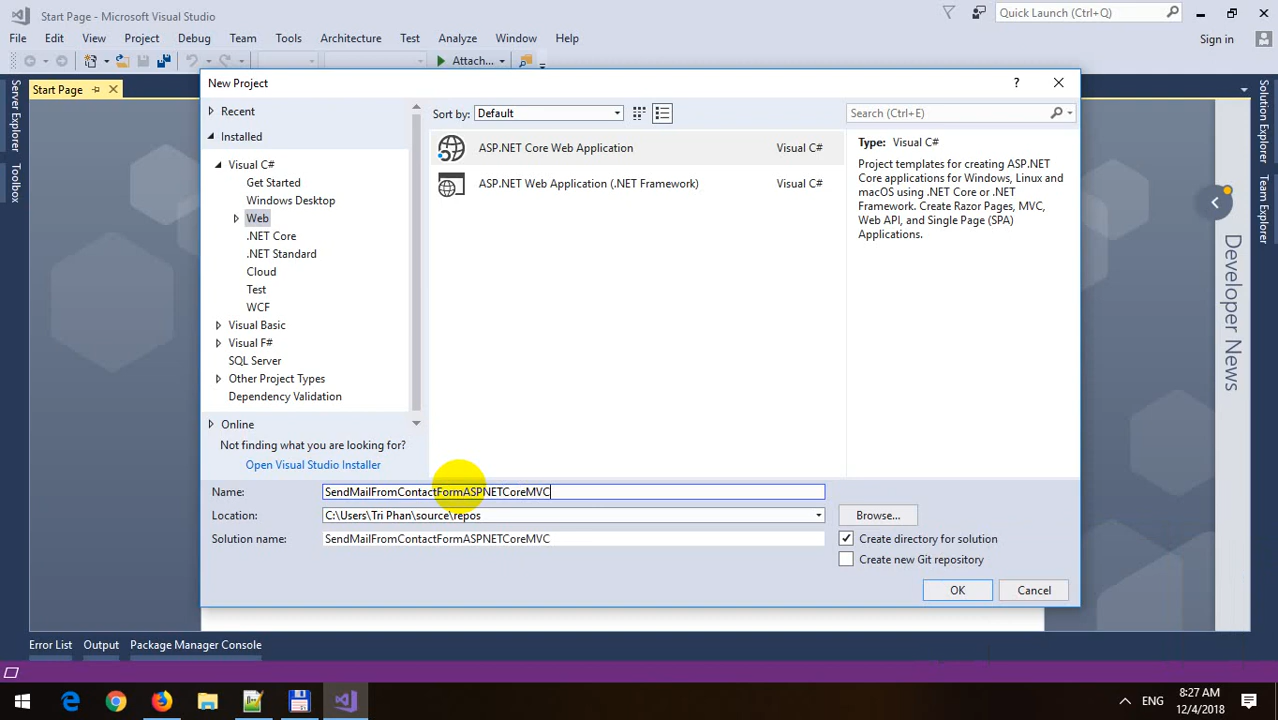 Start Page - Microsoft Visual Studio
Quick Launch (Ctrl+Q)
File Edit View Project Debug Team Tools Architecture Test Analyze Window Help
Sign in
Attach...
Start Page
Server Explorer
Toolbox
Solution Explorer
Team Explorer
Developer News
New Project
?
Recent
Installed
Visual C#
Get Started
Windows Desktop
Web
.NET Core
.NET Standard
Cloud
Test
WCF
Visual Basic
Visual F#
SQL Server
Other Project Types
Dependency Validation
Online
Not finding what you are looking for?
Open Visual Studio Installer
Sort by: Default
ASP.NET Core Web Application Visual C#
ASP.NET Web Application (.NET Framework) Visual C#
Search (Ctrl+E)
Type: Visual C#
Project templates for creating ASP.NET
Core applications for Windows, Linux and
macOS using .NET Core or .NET
Framework. Create Razor Pages, MVC,
Web API, and Single Page (SPA)
Applications.
Name: SendMailFromContactFormASPNETCoreMVC
Location: C:\Users\Tri Phan\source\repos
Browse...
Solution name: SendMailFromContactFormASPNETCoreMVC
Create directory for solution
Create new Git repository
OK Cancel
Error List Output Package Manager Console
ENG
8:27 AM
12/4/2018